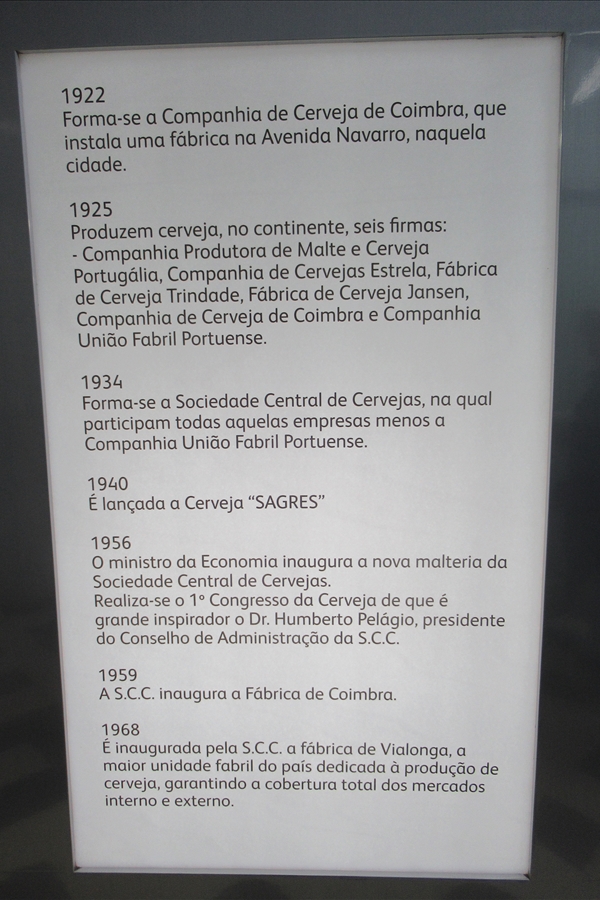 1922
Forma-se a Companhia de Cerveja de Coimbra, que
instala uma fábrica na Avenida Navarro, naquela
cidade.
1925
Produzem cerveja, no continente, seis firmas:
- Companhia Produtora de Malte e Cerveja
Portugália, Companhia de Cervejas Estrela, Fábrica
de Cerveja Trindade, Fábrica de Cerveja Jansen,
Companhia de Cerveja de Coimbra e Companhia
União Fabril Portuense.
1934
Forma-se a Sociedade Central de Cervejas, na qual
participam todas aquelas empresas menos a
Companhia União Fabril Portuense.
1940
É lançada a Cerveja “SAGRES”
1956
O ministro da Economia inaugura a nova malteria da
Sociedade Central de Cervejas.
Realiza-se o 1º Congresso da Cerveja de que é
grande inspirador o Dr. Humberto Pelágio, presidente
do Conselho de Administração da S.C.C.
1959
A S.C.C. inaugura a Fábrica de Coimbra.
1968
É inaugurada pela S.C.C. a fábrica de Vialonga, a
maior unidade fabril do país dedicada à produção de
cerveja, garantindo a cobertura total dos mercados
interno e externo.